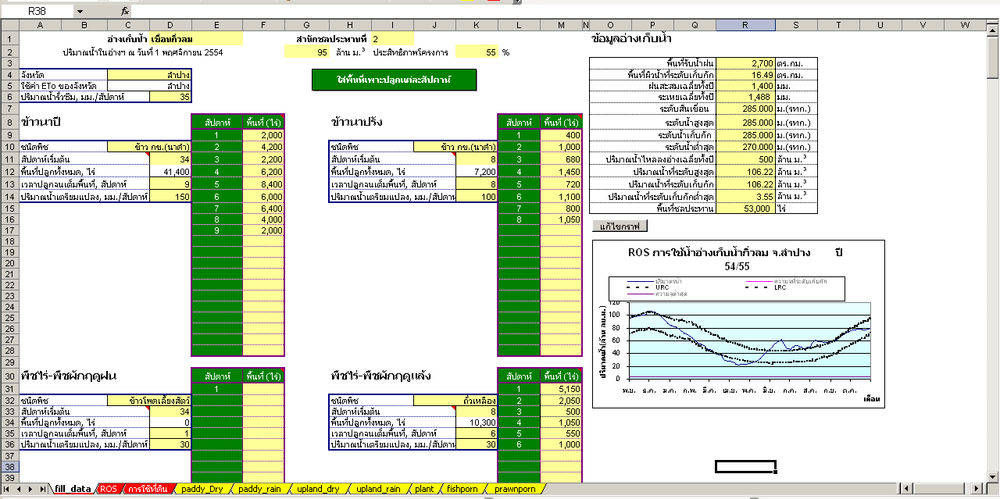 R38 fx
A B C D E F G H I J K L M N O P Q R S T U V W
1 อ่างเก็บน้ำ เขื่อนกิ่วลม สำนักชลประทานที่ 2 ข้อมูลอ่างเก็บน้ำ
2 ปริมาณน้ำในอ่างฯ ณ วันที่ 1 พฤศจิกายน 2554 95 ล้าน ม.³ ประสิทธิภาพโครงการ 55 %
3 พื้นที่รับน้ำฝน 2,700 ตร.กม.
4 จังหวัด ลำปาง ใส่พื้นที่เพาะปลูกแต่ละสัปดาห์ พื้นที่ผิวน้ำที่ระดับเก็บกัก 16.49 ตร.กม.
5 ใช้ค่า ETo ของจังหวัด ลำปาง ฝนสะสมเฉลี่ยทั้งปี 1,400 มม.
6 ปริมาณน้ำรั่วซึม, มม./สัปดาห์ 35 ระเหยเฉลี่ยทั้งปี 1,488 มม.
7 ระดับสันเขื่อน 285.000 ม.(รทก.)
8 ข้าวนาปี สัปดาห์ พื้นที่ (ไร่) ข้าวนาปรัง สัปดาห์ พื้นที่ (ไร่) ระดับน้ำสูงสุด 285.000 ม.(รทก.)
9 1 2,000 1 400 ระดับน้ำเก็บกัก 285.000 ม.(รทก.)
10 ชนิดพืช ข้าว กข.(นาดำ) 2 4,200 ชนิดพืช ข้าว กข.(นาดำ) 2 1,000 ระดับน้ำต่ำสุด 270.000 ม.(รทก.)
11 สัปดาห์เริ่มต้น 34 3 2,200 สัปดาห์เริ่มต้น 8 3 680 ปริมาณน้ำไหลลงอ่างเฉลี่ยทั้งปี 500 ล้าน ม.³
12 พื้นที่ปลูกทั้งหมด, ไร่ 41,400 4 6,200 พื้นที่ปลูกทั้งหมด, ไร่ 7,200 4 1,450 ปริมาณน้ำที่ระดับสูงสุด 106.22 ล้าน ม.³
13 เวลาปลูกจนเต็มพื้นที่, สัปดาห์ 9 5 8,400 เวลาปลูกจนเต็มพื้นที่, สัปดาห์ 8 5 720 ปริมาณน้ำที่ระดับเก็บกัก 106.22 ล้าน ม.³
14 ปริมาณน้ำเตรียมแปลง, มม./สัปดาห์ 150 6 6,000 ปริมาณน้ำเตรียมแปลง, มม./สัปดาห 100 6 1,100 ปริมาณน้ำที่ระดับเก็บกักต่ำสุด 3.55 ล้าน ม.³
15 7 6,400 7 800 พื้นที่ชลประทาน 53,000 ไร่
16 8 4,000 8 1,050
17 9 2,000 แก้ไขกราฟ
18
19 ROS การใช้น้ำอ่างเก็บน้ำกิ่วลม จ.ลำปาง ปี
20 54/55
21 ปริมาตรน้ำ ความจุที่ระดับเก็บกัก
22 URC LRC
ความจุต่ำสุด
23
24
25
26
27
28
29
ปริมาณน้ำ(ล้าน ลบ.ม.)
120
100
80
60
40
20
0
พ.ย. ธ.ค. ม.ค. ก.พ. มี.ค. เม.ย. พ.ค. มิ.ย. ก.ค. ส.ค. ก.ย. ต.ค.
เดือน
30 พืชไร่-พืชผักฤดูฝน สัปดาห์ พื้นที่ (ไร่) พืชไร่-พืชผักฤดูแล้ง สัปดาห์ พื้นที่ (ไร่)
31 1 1 5,150
32 ชนิดพืช ข้าวโพดเลี้ยงสัตว์ ชนิดพืช ถั่วเหลือง 2 2,050
33 สัปดาห์เริ่มต้น 34 สัปดาห์เริ่มต้น 8 3 500
34 พื้นที่ปลูกทั้งหมด, ไร่ 0 พื้นที่ปลูกทั้งหมด, ไร่ 10,300 4 1,050
35 เวลาปลูกจนเต็มพื้นที่, สัปดาห์ 1 เวลาปลูกจนเต็มพื้นที่, สัปดาห์ 6 5 550
36 ปริมาณน้ำเตรียมแปลง, มม./สัปดาห์ 30 ปริมาณน้ำเตรียมแปลง, มม./สัปดาห 30 6 1,000
37
38
39
fill_data ROS การใช้ที่ดิน paddy_Dry paddy_rain upland_dry upland_rain plant fishporn prawnporn